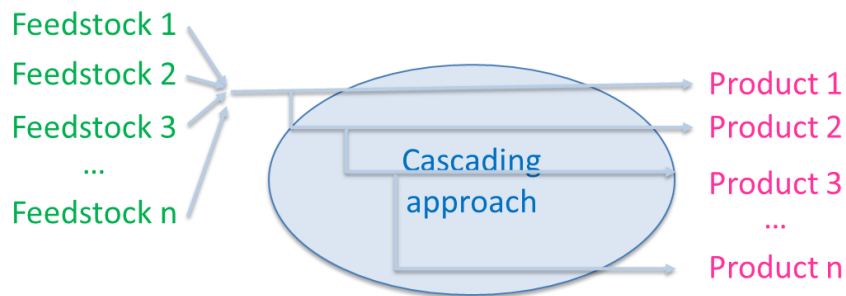 Feedstock 1
Feedstock 2
Feedstock 3
...
Feedstock n
Cascading
approach
Product 1
Product 2
Product 3
...
Product n